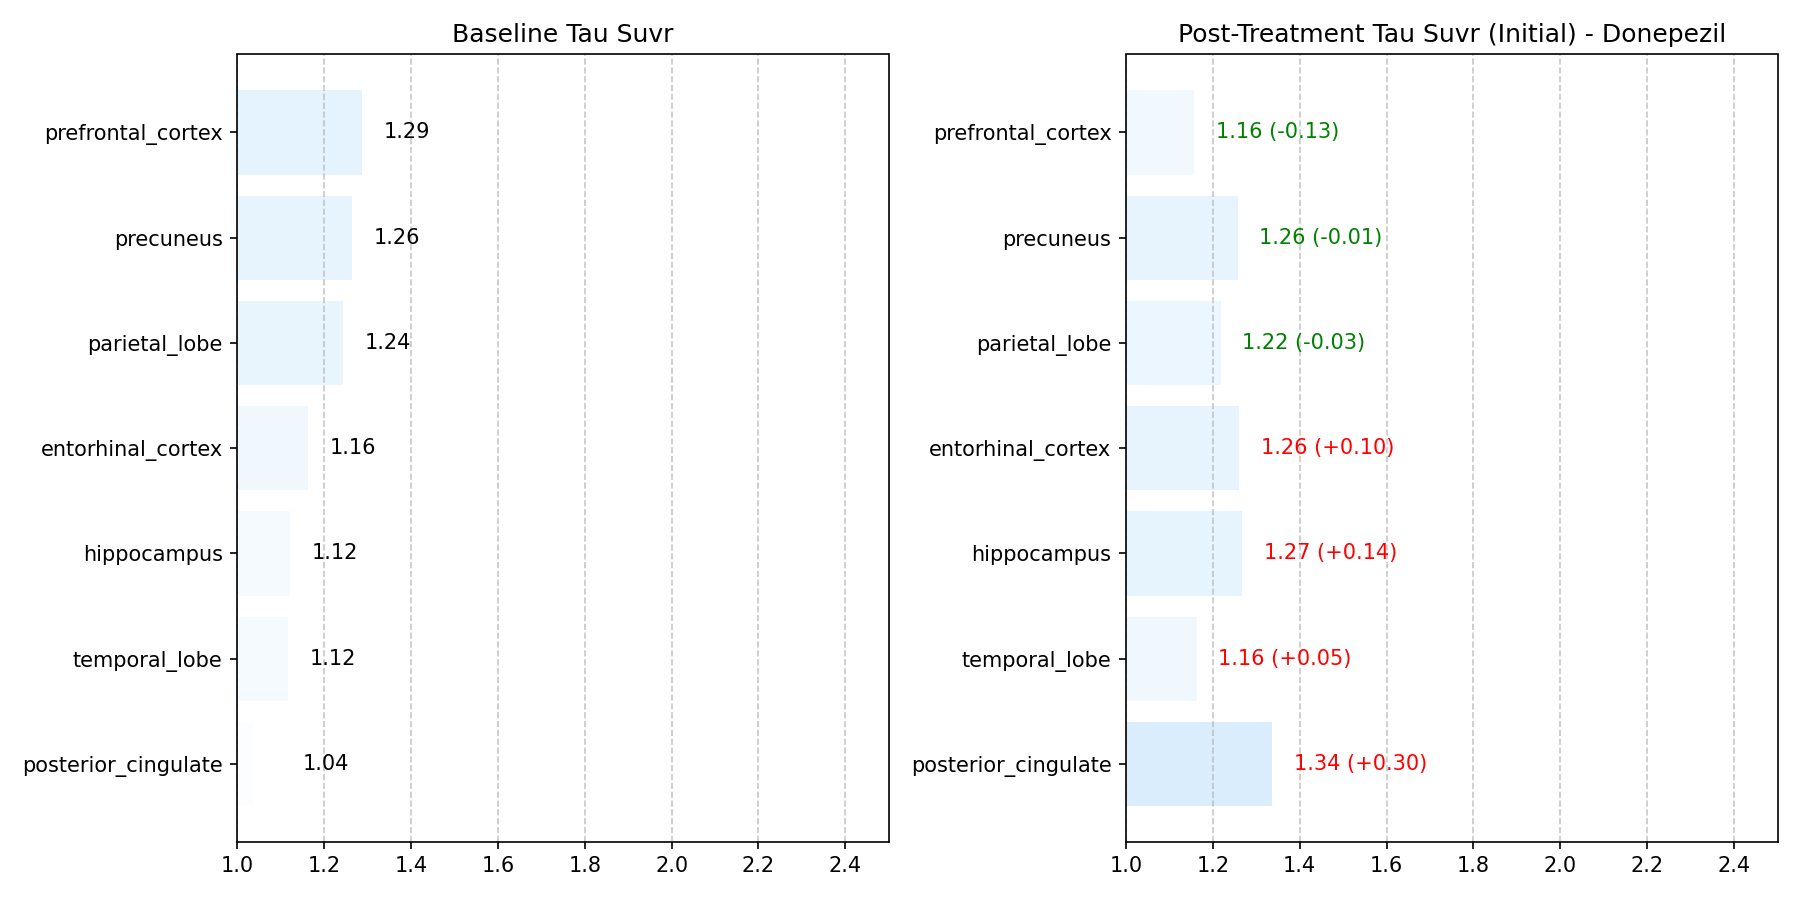 Baseline Tau Suvr
prefrontal_cortex 1.29
precuneus 1.26
parietal_lobe 1.24
entorhinal_cortex 1.16
hippocampus 1.12
temporal_lobe 1.12
posterior_cingulate 1.04
1.0 1.2 1.4 1.6 1.8 2.0 2.2 2.4
Post-Treatment Tau Suvr (Initial) - Donepezil
prefrontal_cortex 1.16 (-0.13)
precuneus 1.26 (-0.01)
parietal_lobe 1.22 (-0.03)
entorhinal_cortex 1.26 (+0.10)
hippocampus 1.27 (+0.14)
temporal_lobe 1.16 (+0.05)
posterior_cingulate 1.34 (+0.30)
1.0 1.2 1.4 1.6 1.8 2.0 2.2 2.4